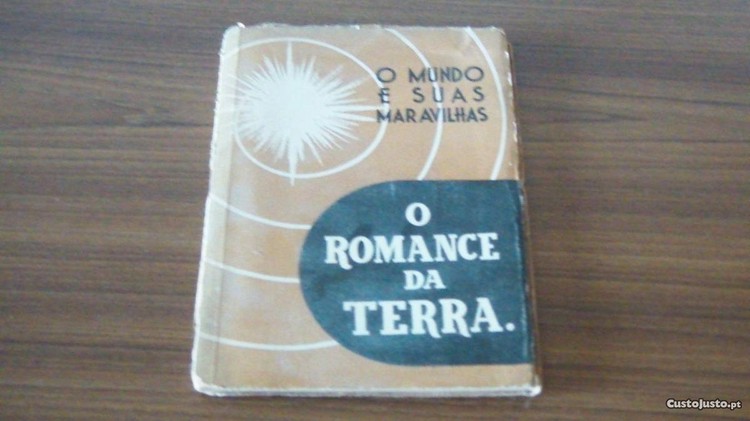 O MUNDO
E SUAS
MARAVILHAS
O
ROMANCE
DA
TERRA.
CustoJusto.pt